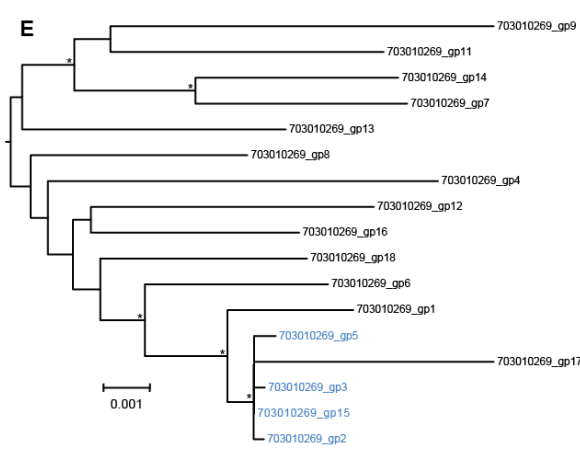 E
703010269_gp9
703010269_gp11
*
703010269_gp14
*
703010269_gp7
703010269_gp13
703010269_gp8
703010269_gp4
703010269_gp12
703010269_gp16
703010269_gp18
703010269_gp6
703010269_gp1
*
703010269_gp5
*
703010269_gp17
703010269_gp3
*
0.001
703010269_gp15
703010269_gp2